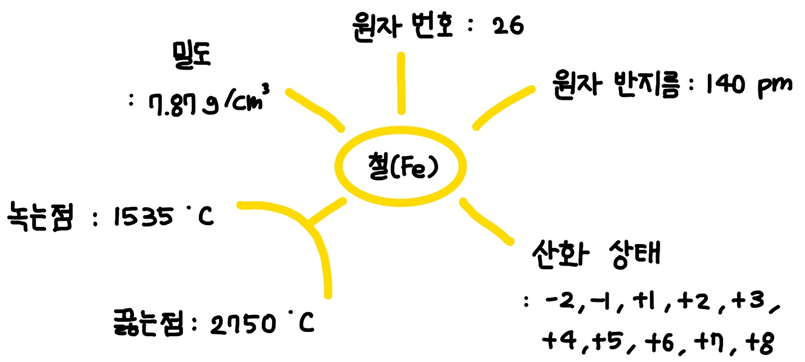 원자 번호 : 26
밀도
: 7.87 g/cm³
원자 반지름 : 140 pm
철(Fe)
녹는점 : 1535 °C
산화 상태
: -2, -1, +1, +2, +3,
+4, +5, +6, +7, +8
끓는점 : 2750 °C